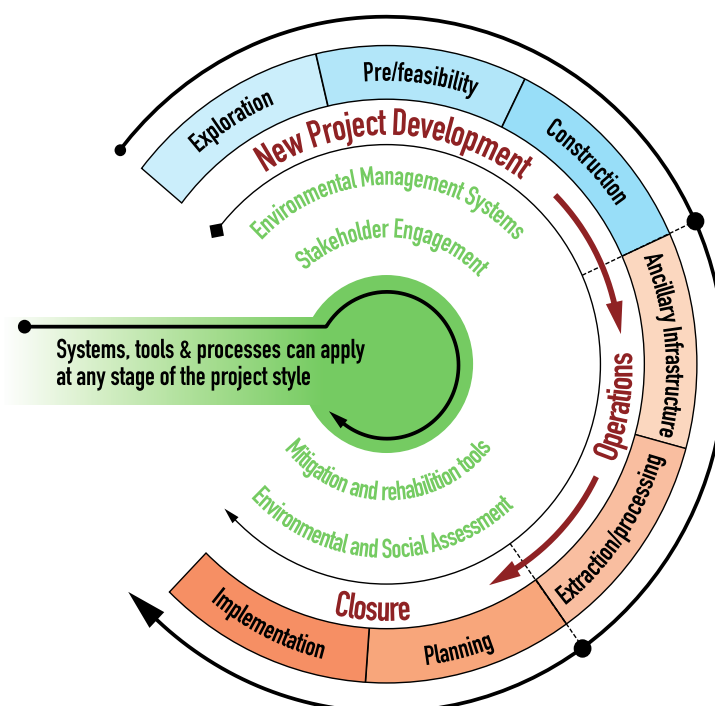 Exploration
Pre/feasibility
Construction
New Project Development
Environmental Management Systems
Stakeholder Engagement
Ancillary Infrastructure
Systems, tools & processes can apply
at any stage of the project style
Operations
Mitigation and rehabilition tools
Environmental and Social Assessment
Extraction/processing
Closure
Implementation
Planning